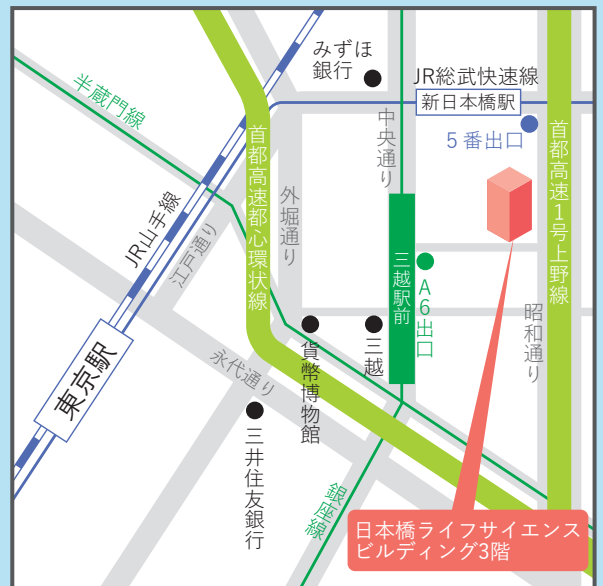 みずほ
銀行
JR総武快速線
新日本橋駅
5番出口
半蔵門線
中央通り
首都高速都心環状線
首都高速1号上野線
外堀通り
JR山手線
江戸通り
三越駅前
A6出口
昭和通り
東京駅
永代通り
貨幣博物館
三越
三井住友銀行
銀座線
日本橋ライフサイエンス
ビルディング3階